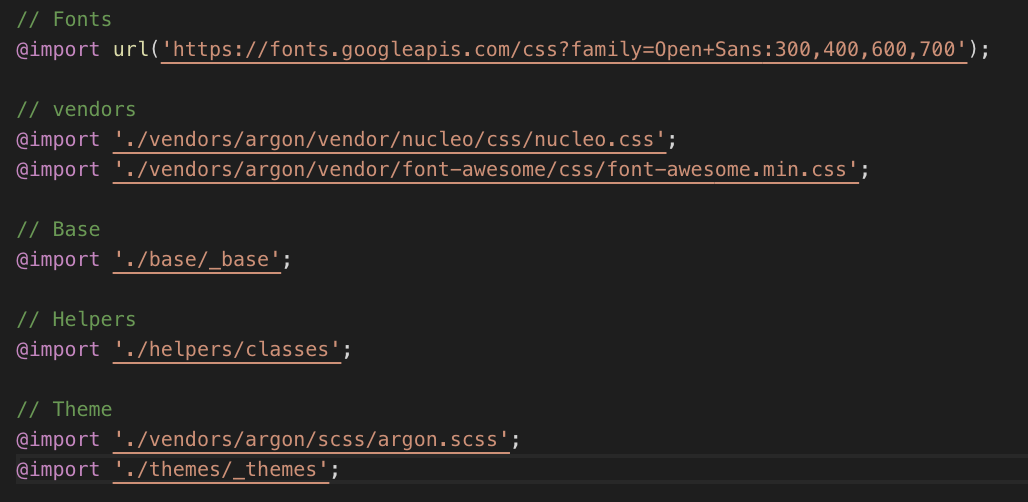 // Fonts
@import url('https://fonts.googleapis.com/css?family=Open+Sans:300,400,600,700');
// vendors
@import './vendors/argon/vendor/nucleo/css/nucleo.css';
@import './vendors/argon/vendor/font-awesome/css/font-awesome.min.css';
// Base
@import './base/_base';
// Helpers
@import './helpers/classes';
// Theme
@import './vendors/argon/scss/argon.scss';
@import './themes/_themes';